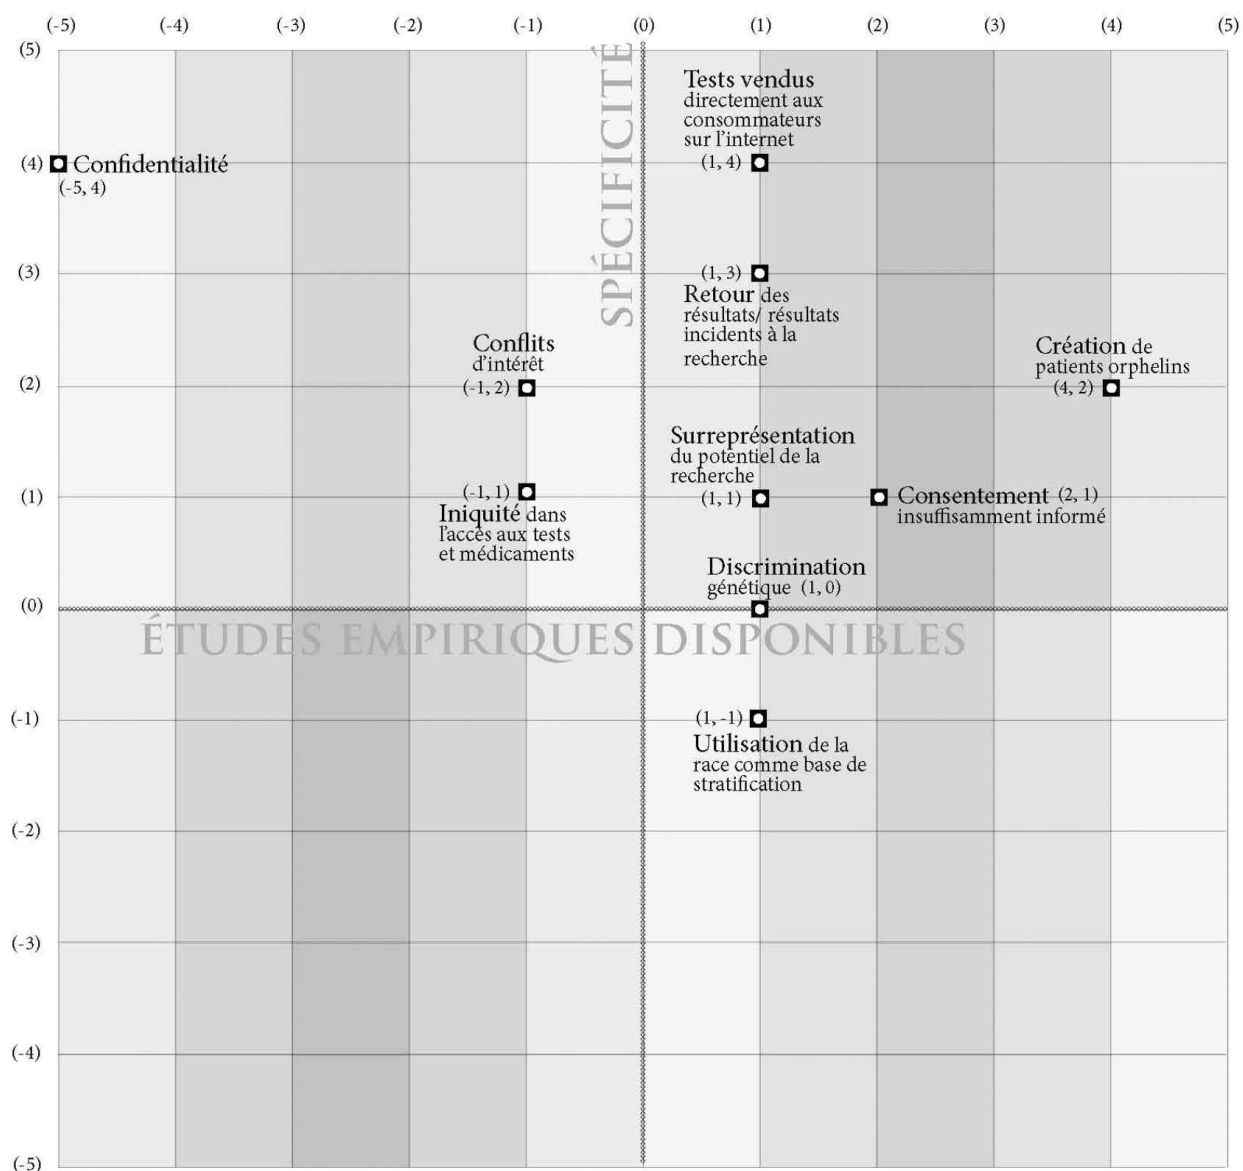 (-5) (-4) (-3) (-2) (-1) (0) (1) (2) (3) (4) (5)
(5)
SPÉCIFICITÉ
Tests vendus
directement aux
consommateurs
sur l'internet
(4)
Confidentialité
(-5, 4)
(1, 4)
(3)
(1, 3)
Retour des
résultats/ résultats
incidents à la
recherche
Conflits
d'intérêt
(-1, 2)
Création de
patients orphelins
(4, 2)
(2)
Surreprésentation
du potentiel de la
recherche
(1, 1)
(1)
(-1, 1)
Iniquité dans
l'accès aux tests
et médicaments
Consentement (2, 1)
insuffisamment informé
Discrimination
génétique (1, 0)
(0)
ÉTUDES EMPIRIQUES DISPONIBLES
(-1)
(1, -1)
Utilisation de la
race comme base de
stratification
(-2)
(-3)
(-4)
(-5)